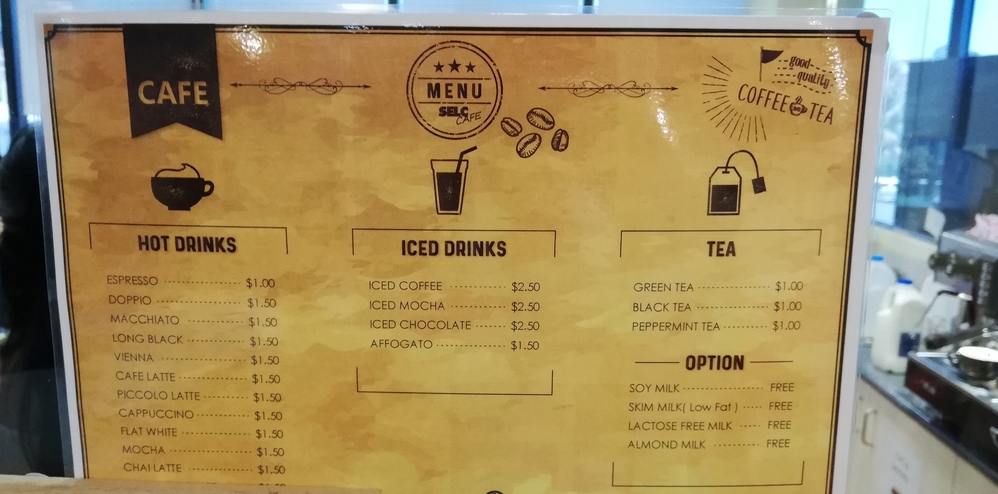 CAFE
★★★
MENU
SELC
CAFE
good
quality
COFFEE TEA
HOT DRINKS
ESPRESSO $1.00
DOPPIO $1.50
MACCHIATO $1.50
LONG BLACK $1.50
VIENNA $1.50
CAFE LATTE $1.50
PICCOLO LATTE $1.50
CAPPUCCINO $1.50
FLAT WHITE $1.50
MOCHA $1.50
CHAI LATTE $1.50
ICED DRINKS
ICED COFFEE $2.50
ICED MOCHA $2.50
ICED CHOCOLATE $2.50
AFFOGATO $1.50
TEA
GREEN TEA $1.00
BLACK TEA $1.00
PEPPERMINT TEA $1.00
OPTION
SOY MILK FREE
SKIM MILK( Low Fat ) FREE
LACTOSE FREE MILK FREE
ALMOND MILK FREE